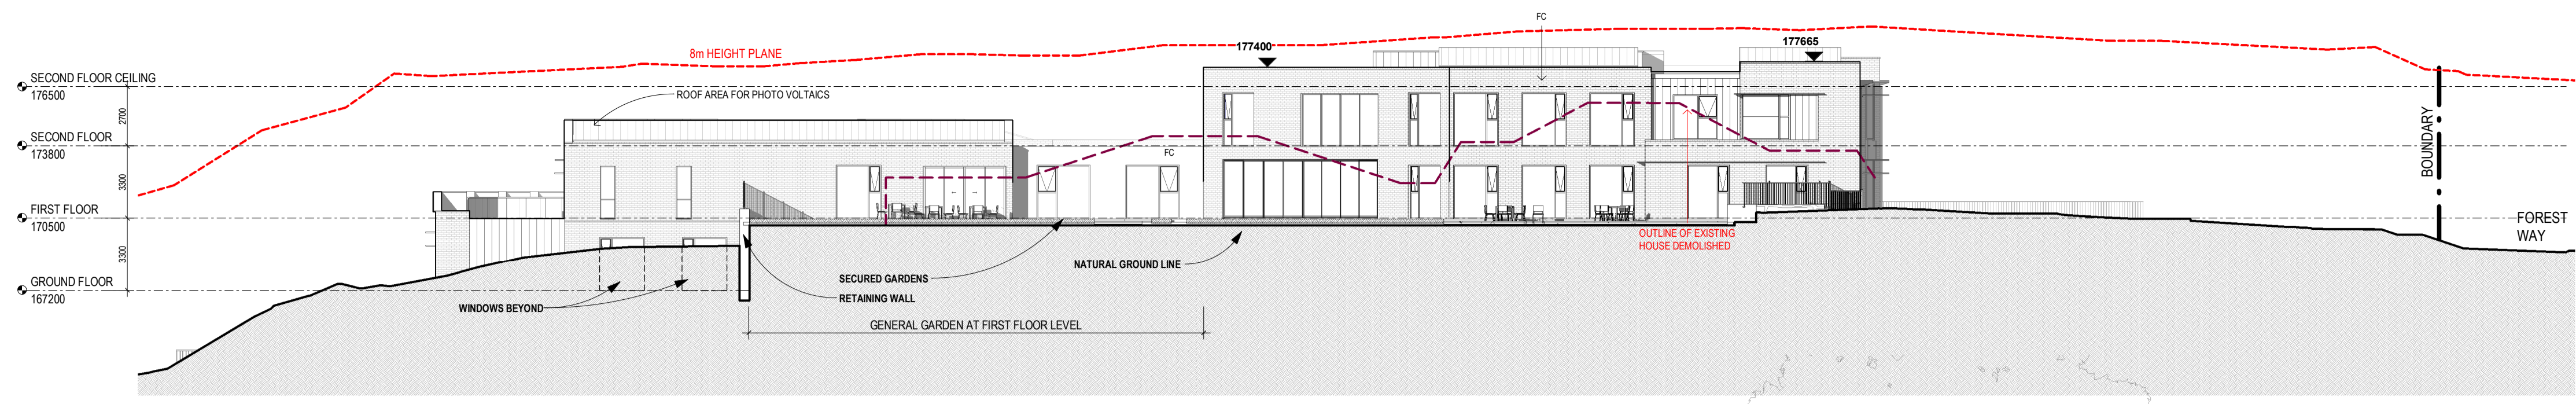 FC
8m HEIGHT PLANE
177400
177665
SECOND FLOOR CEILING
176500
ROOF AREA FOR PHOTO VOLTAICS
2700
SECOND FLOOR
173800
FC
BOUNDARY
3300
FIRST FLOOR
170500
FOREST
WAY
OUTLINE OF EXISTING
HOUSE DEMOLISHED
3300
NATURAL GROUND LINE
SECURED GARDENS
GROUND FLOOR
167200
RETAINING WALL
WINDOWS BEYOND
GENERAL GARDEN AT FIRST FLOOR LEVEL